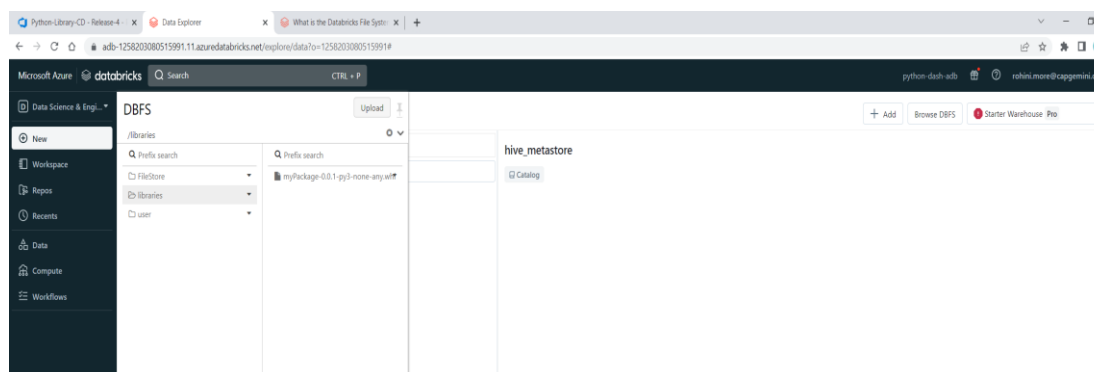 Python-Library-CD - Release-4 -
Data Explorer
What is the Databricks File Syste
adb-1258203080515991.11.azuredatabricks.net/explore/data?o=1258203080515991#
Microsoft Azure databricks Search CTRL + P python-dash-adb rohini.more@capgemini.c
D Data Science & Engi...
New
Workspace
Repos
Recents
Data
Compute
Workflows
DBFS Upload
/libraries
Prefix search
FileStore
libraries
user
Prefix search
myPackage-0.0.1-py3-none-any.whl
+ Add Browse DBFS Starter Warehouse Pro
hive_metastore
Catalog